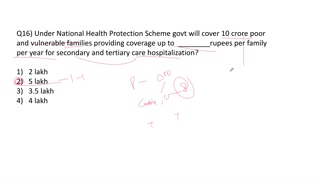 Q16) Under National Health Protection Scheme govt will cover 10 crore poor
and vulnerable families providing coverage up to ________rupees per family
per year for secondary and tertiary care hospitalization?
1) 2 lakh
2) 5 lakh
3) 3.5 lakh
4) 4 lakh